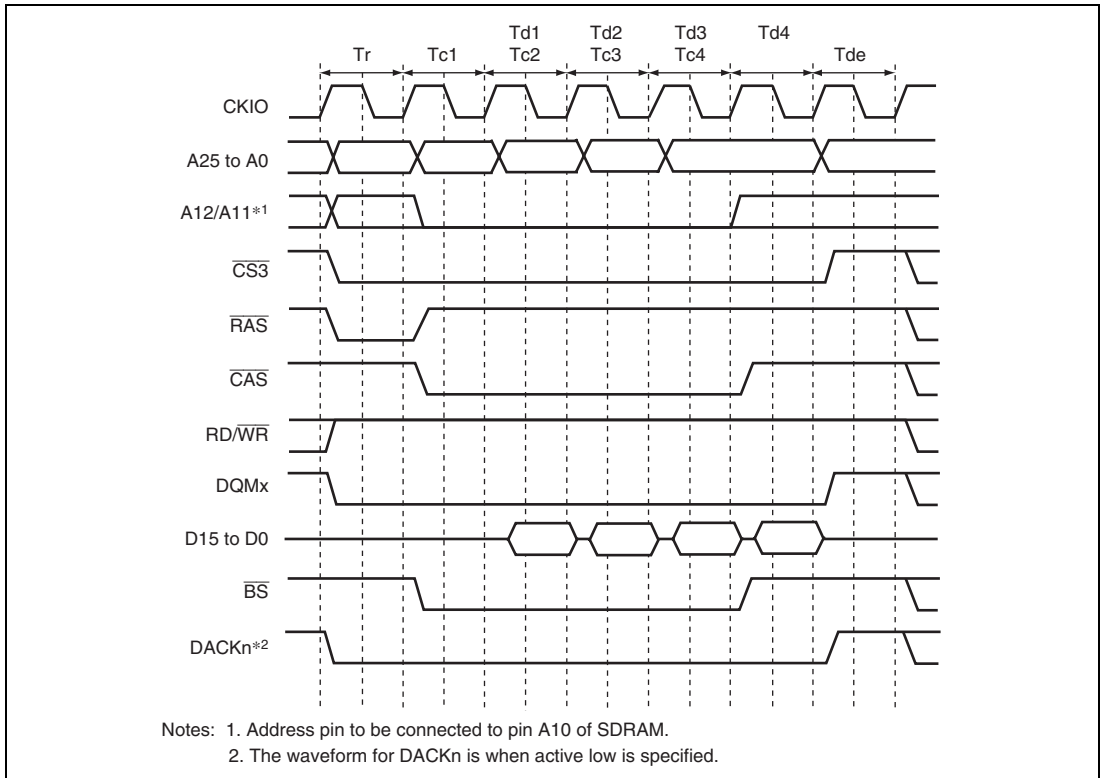 Td1 Td2 Td3 Td4
Tr Tc1 Tc2 Tc3 Tc4 Tde
CKIO
A25 to A0
A12/A11*1
CS3
RAS
CAS
RD/WR
DQMx
D15 to D0
BS
DACKn*2
Notes: 1. Address pin to be connected to pin A10 of SDRAM.
2. The waveform for DACKn is when active low is specified.